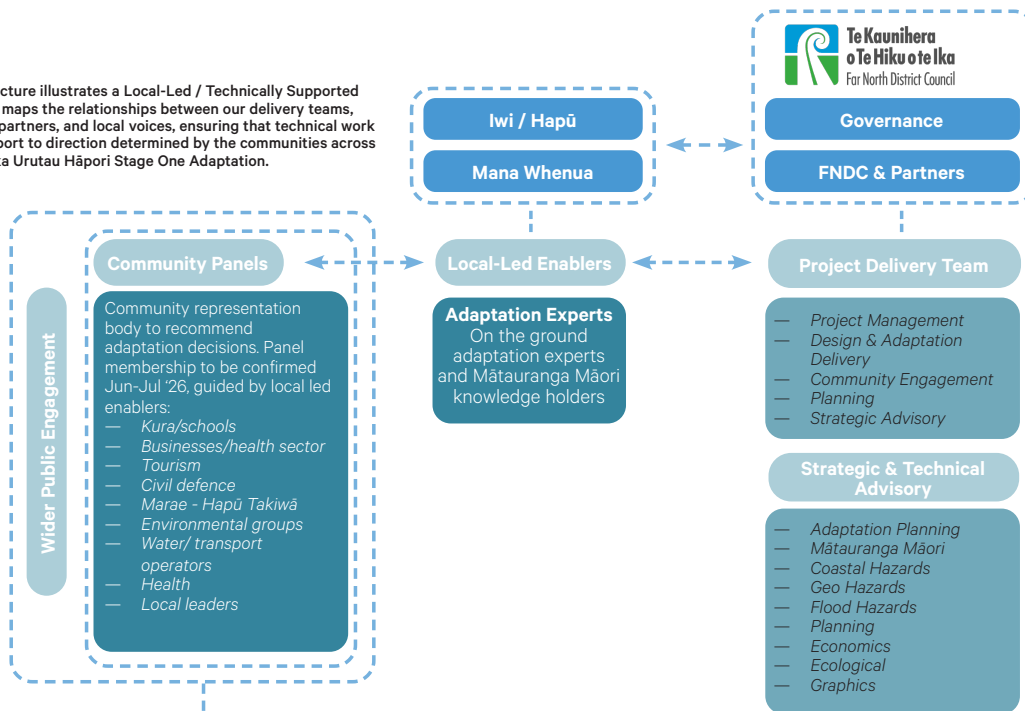 Te Kaunihera
o Te Hiku o te Ika
Far North District Council
cture illustrates a Local-Led / Technically Supported
maps the relationships between our delivery teams,
partners, and local voices, ensuring that technical work
port to direction determined by the communities across
ka Urutau Hāpori Stage One Adaptation.
Iwi / Hapū
Mana Whenua
Governance
FNDC & Partners
Wider Public Engagement
Community Panels
Community representation
body to recommend
adaptation decisions. Panel
membership to be confirmed
Jun-Jul ‘26, guided by local led
enablers:
— Kura/schools
— Businesses/health sector
— Tourism
— Civil defence
— Marae - Hapū Takiwā
— Environmental groups
— Water/ transport
operators
— Health
— Local leaders
Local-Led Enablers
Adaptation Experts
On the ground
adaptation experts
and Mātauranga Māori
knowledge holders
Project Delivery Team
— Project Management
— Design & Adaptation
Delivery
— Community Engagement
— Planning
— Strategic Advisory
Strategic & Technical
Advisory
— Adaptation Planning
— Mātauranga Māori
— Coastal Hazards
— Geo Hazards
— Flood Hazards
— Planning
— Economics
— Ecological
— Graphics